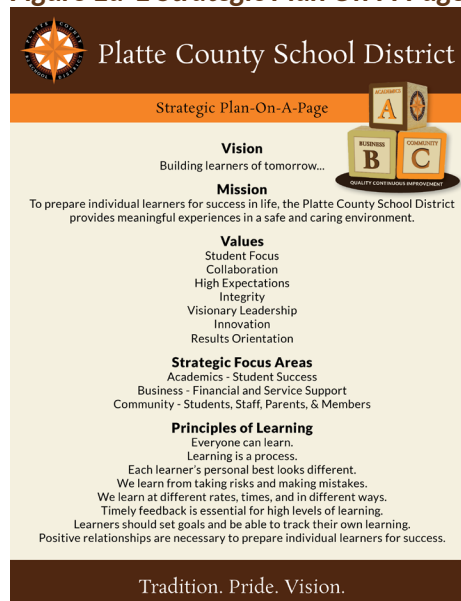 Platte County School District
Strategic Plan-On-A-Page
ACADEMICS
A
BUSINESS
B
COMMUNITY
C
QUALITY CONTINUOUS IMPROVEMENT
Vision
Building learners of tomorrow...
Mission
To prepare individual learners for success in life, the Platte County School District
provides meaningful experiences in a safe and caring environment.
Values
Student Focus
Collaboration
High Expectations
Integrity
Visionary Leadership
Innovation
Results Orientation
Strategic Focus Areas
Academics - Student Success
Business - Financial and Service Support
Community - Students, Staff, Parents, & Members
Principles of Learning
Everyone can learn.
Learning is a process.
Each learner's personal best looks different.
We learn from taking risks and making mistakes.
We learn at different rates, times, and in different ways.
Timely feedback is essential for high levels of learning.
Learners should set goals and be able to track their own learning.
Positive relationships are necessary to prepare individual learners for success.
Tradition. Pride. Vision.